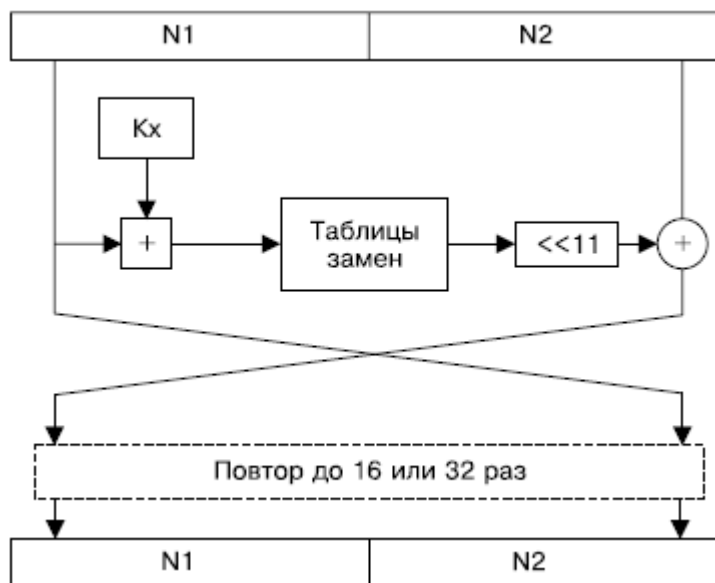 N1 N2
Kx
+ Таблицы замен <<11 +
Повтор до 16 или 32 раз
N1 N2